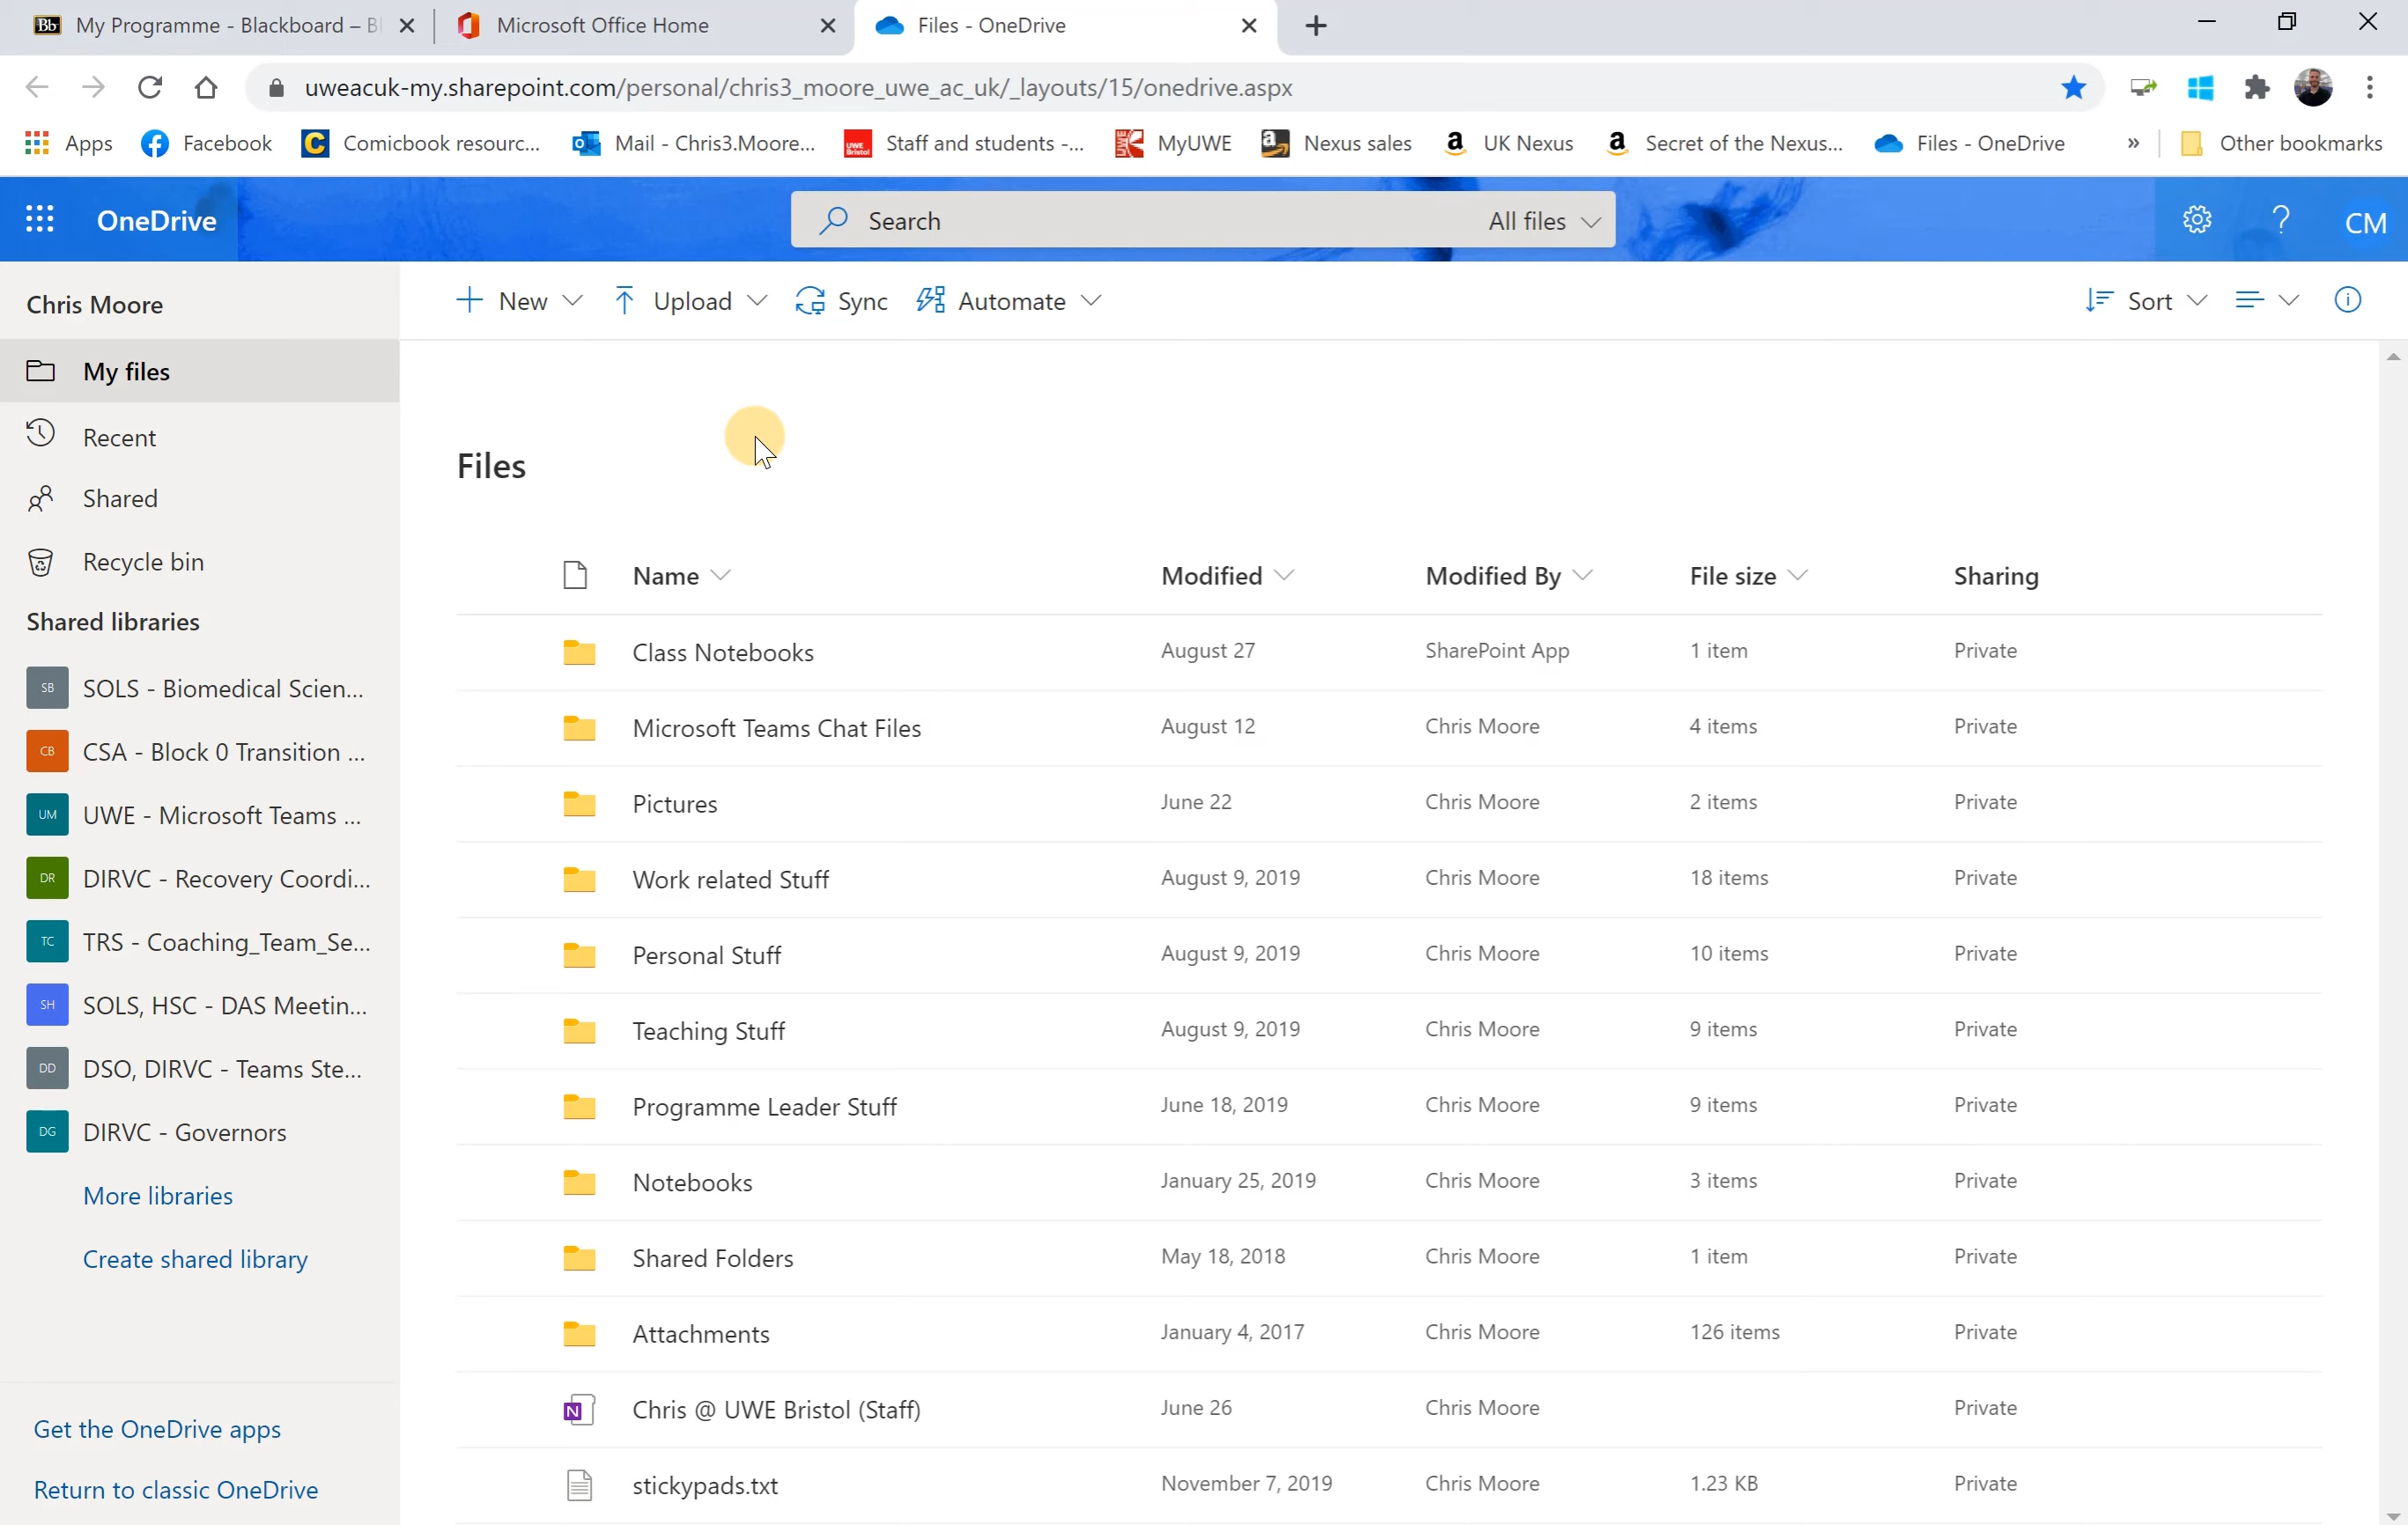 My Programme - Blackboard – Bl
Microsoft Office Home
Files - OneDrive
uweacuk-my.sharepoint.com/personal/chris3_moore_uwe_ac_uk/_layouts/15/onedrive.aspx
Apps Facebook Comicbook resourc... Mail - Chris3.Moore... Staff and students -... MyUWE Nexus sales UK Nexus Secret of the Nexus... Files - OneDrive » Other bookmarks
OneDrive Search All files ? CM
Chris Moore
New Upload Sync Automate Sort
My files
Recent
Shared
Recycle bin
Shared libraries
SB SOLS - Biomedical Scien...
CB CSA - Block 0 Transition ...
UM UWE - Microsoft Teams ...
DR DIRVC - Recovery Coordi...
TC TRS - Coaching_Team_Se...
SH SOLS, HSC - DAS Meetin...
DD DSO, DIRVC - Teams Ste...
DG DIRVC - Governors
More libraries
Create shared library
Get the OneDrive apps
Return to classic OneDrive
Files
Name Modified Modified By File size Sharing
Class Notebooks August 27 SharePoint App 1 item Private
Microsoft Teams Chat Files August 12 Chris Moore 4 items Private
Pictures June 22 Chris Moore 2 items Private
Work related Stuff August 9, 2019 Chris Moore 18 items Private
Personal Stuff August 9, 2019 Chris Moore 10 items Private
Teaching Stuff August 9, 2019 Chris Moore 9 items Private
Programme Leader Stuff June 18, 2019 Chris Moore 9 items Private
Notebooks January 25, 2019 Chris Moore 3 items Private
Shared Folders May 18, 2018 Chris Moore 1 item Private
Attachments January 4, 2017 Chris Moore 126 items Private
Chris @ UWE Bristol (Staff) June 26 Chris Moore Private
stickypads.txt November 7, 2019 Chris Moore 1.23 KB Private